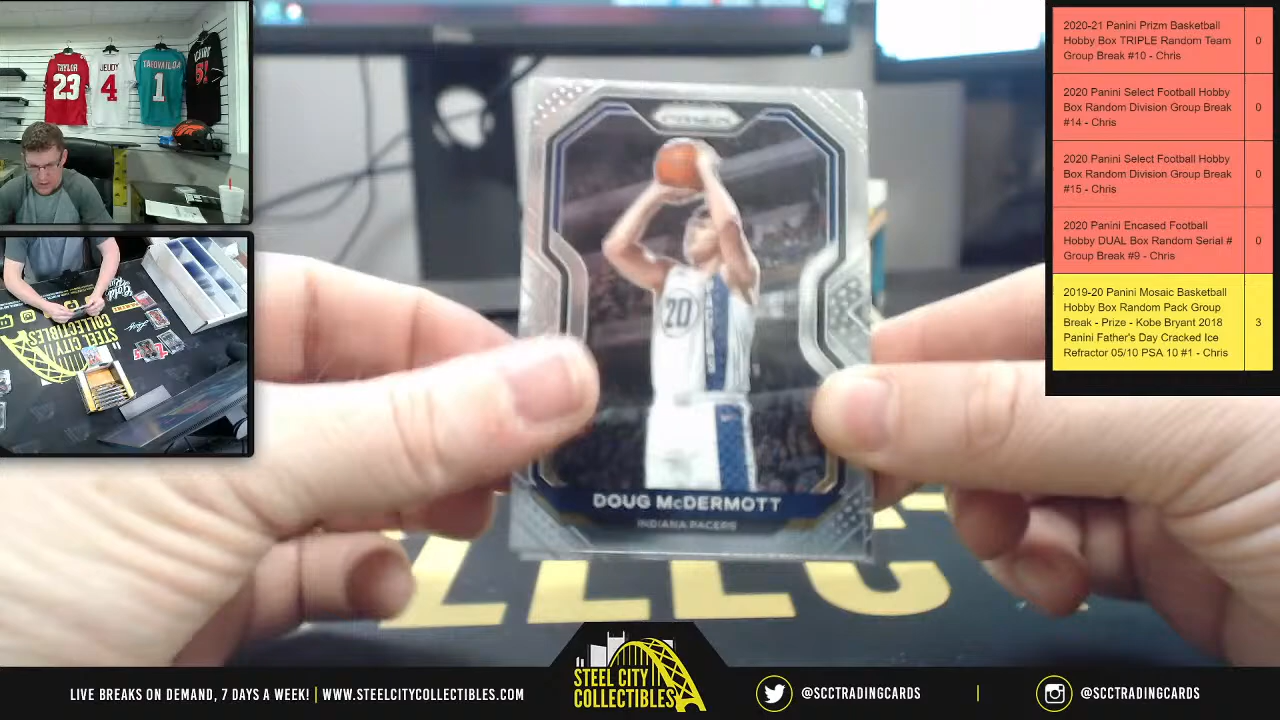 TAYLOR
23
JEUDY
4
TAGOVAILOA
1
STEEL CITY
COLLECTIBLES
PRIZM
20
DOUG McDERMOTT
INDIANA PACERS
2020-21 Panini Prizm Basketball
Hobby Box TRIPLE Random Team
Group Break #10 - Chris
0
2020 Panini Select Football Hobby
Box Random Division Group Break
#14 - Chris
0
2020 Panini Select Football Hobby
Box Random Division Group Break
#15 - Chris
0
2020 Panini Encased Football
Hobby DUAL Box Random Serial #
Group Break #9 - Chris
0
2019-20 Panini Mosaic Basketball
Hobby Box Random Pack Group
Break - Prize - Kobe Bryant 2018
Panini Father's Day Cracked Ice
Refractor 05/10 PSA 10 #1 - Chris
3
LIVE BREAKS ON DEMAND, 7 DAYS A WEEK! | WWW.STEELCITYCOLLECTIBLES.COM
STEEL CITY
COLLECTIBLES
@SCCTRADINGCARDS | @SCCTRADINGCARDS